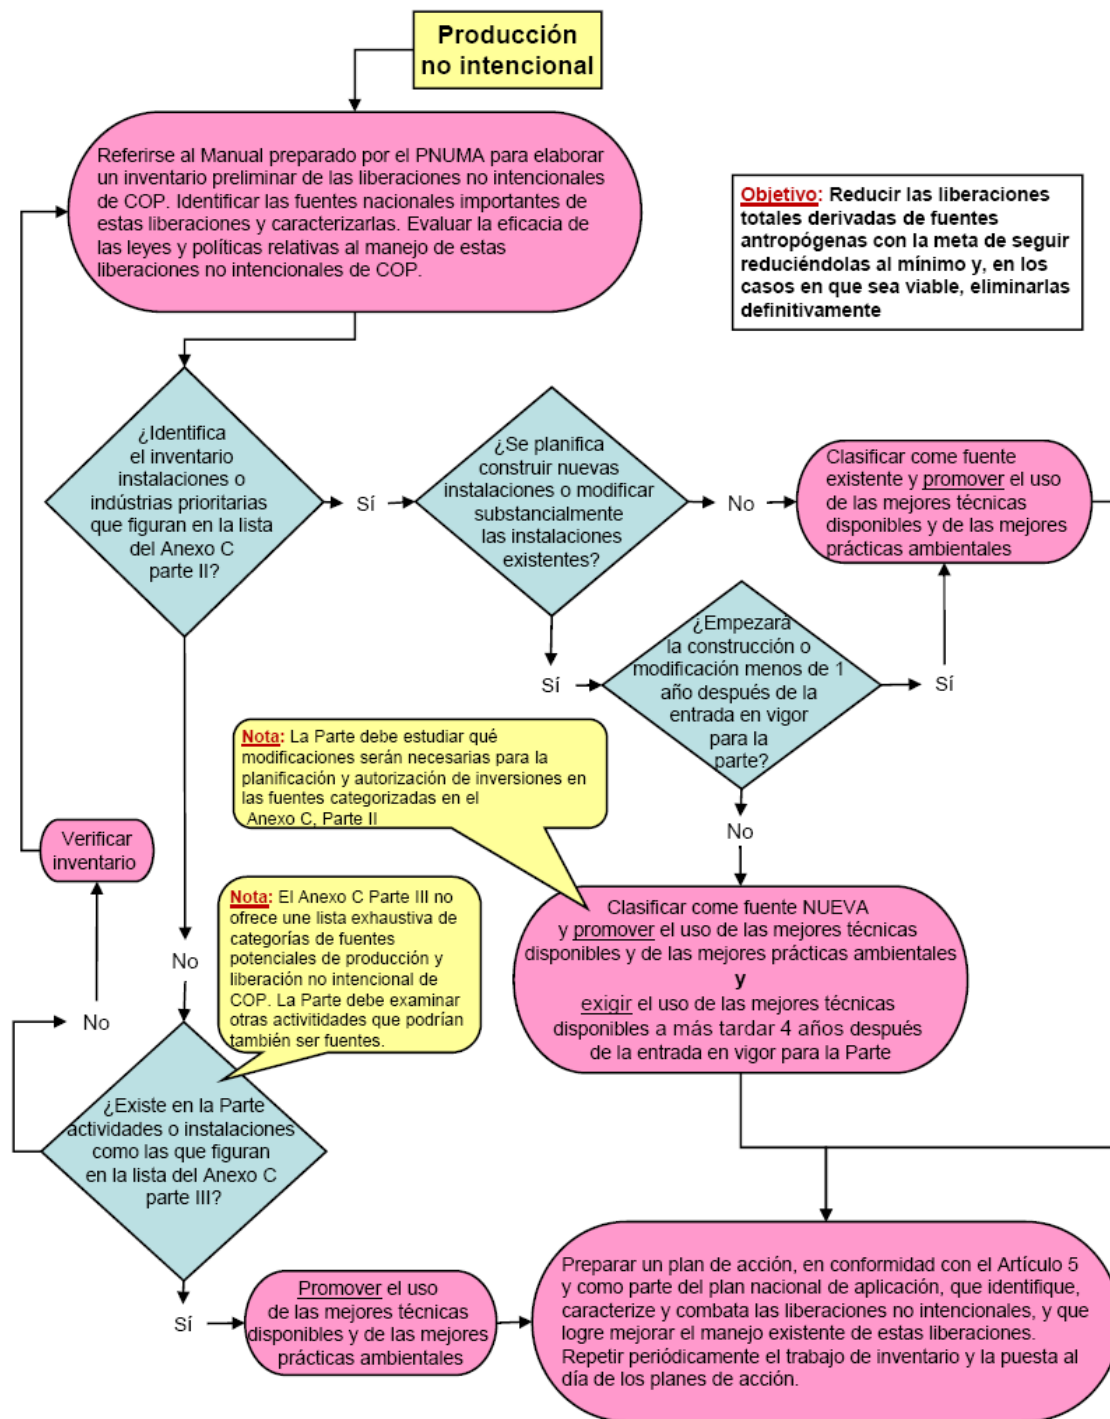 Producción
no intencional
Referirse al Manual preparado por el PNUMA para elaborar
un inventario preliminar de las liberaciones no intencionales
de COP. Identificar las fuentes nacionales importantes de
estas liberaciones y caracterizarlas. Evaluar la eficacia de
las leyes y políticas relativas al manejo de estas
liberaciones no intencionales de COP.
Objetivo: Reducir las liberaciones
totales derivadas de fuentes
antropógenas con la meta de seguir
reduciéndolas al mínimo y, en los
casos en que sea viable, eliminarlas
definitivamente
¿Identifica
el inventario
instalaciones o
indústrias prioritarias
que figuran en la lista
del Anexo C
parte II?
Sí
¿Se planifica
construir nuevas
instalaciones o modificar
substancialmente
las instalaciones
existentes?
No
Clasificar come fuente
existente y promover el uso
de las mejores técnicas
disponibles y de las mejores
prácticas ambientales
Sí
¿Empezará
la construcción o
modificación menos de 1
año después de la
entrada en vigor
para la
parte?
Sí
Nota: La Parte debe estudiar qué
modificaciones serán necesarias para la
planificación y autorización de inversiones en
las fuentes categorizadas en el
Anexo C, Parte II
No
Verificar
inventario
Nota: El Anexo C Parte III no
ofrece una lista exhaustiva de
categorías de fuentes
potenciales de producción y
liberación no intencional de
COP. La Parte debe examinar
otras activitidades que podrían
también ser fuentes.
Clasificar come fuente NUEVA
y promover el uso de las mejores técnicas
disponibles y de las mejores prácticas ambientales
y
exigir el uso de las mejores técnicas
disponibles a más tardar 4 años después
de la entrada en vigor para la Parte
No
No
¿Existe en la Parte
actividades o instalaciones
como las que figuran
en la lista del Anexo C
parte III?
Sí
Promover el uso
de las mejores técnicas
disponibles y de las mejores
prácticas ambientales
Preparar un plan de acción, en conformidad con el Artículo 5
y como parte del plan nacional de aplicación, que identifique,
caracterize y combata las liberaciones no intencionales, y que
logre mejorar el manejo existente de estas liberaciones.
Repetir periódicamente el trabajo de inventario y la puesta al
día de los planes de acción.